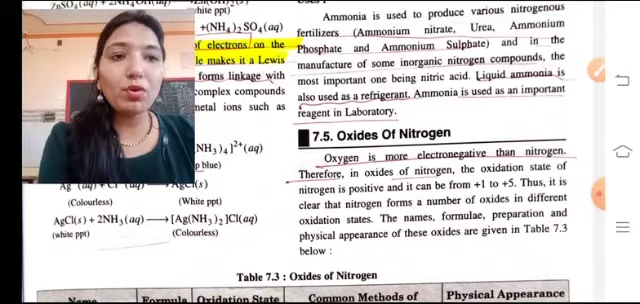 ZnSO₄(aq) + 2NH₄OH(aq)
(white ppt)
+(NH₄)₂SO₄(aq)
of electrons on the
makes it a Lewis
forms linkage with
complex compounds
metal ions such as
NH₃)₄]²⁺(aq)
p blue)
Ag⁺(aq) + Cl⁻(aq) ⟶ AgCl(s)
(Colourless) (White ppt)
AgCl(s) + 2NH₃(aq) ⟶ [Ag(NH₃)₂]Cl(aq)
(white ppt) (Colourless)
Ammonia is used to produce various nitrogenous
fertilizers (Ammonium nitrate, Urea, Ammonium
Phosphate and Ammonium Sulphate) and in the
manufacture of some inorganic nitrogen compounds, the
most important one being nitric acid. Liquid ammonia is
also used as a refrigerant. Ammonia is used as an important
reagent in Laboratory.
7.5. Oxides Of Nitrogen
Oxygen is more electronegative than nitrogen.
Therefore, in oxides of nitrogen, the oxidation state of
nitrogen is positive and it can be from +1 to +5. Thus, it is
clear that nitrogen forms a number of oxides in different
oxidation states. The names, formulae, preparation and
physical appearance of these oxides are given in Table 7.3
below :
Table 7.3 : Oxides of Nitrogen
Name Formula Oxidation State Common Methods of Physical Appearance